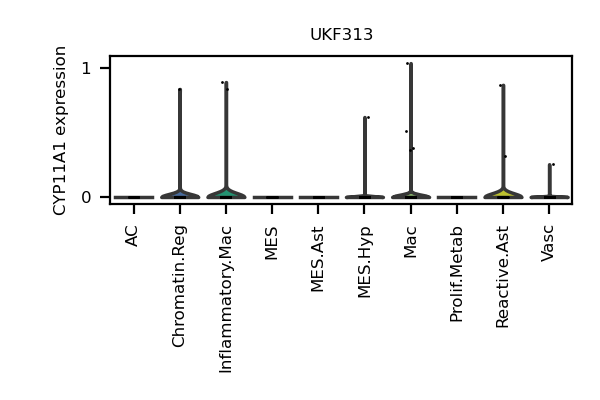 UKF313
CYP11A1 expression
1
0
AC
Chromatin.Reg
Inflammatory.Mac
MES
MES.Ast
MES.Hyp
Mac
Prolif.Metab
Reactive.Ast
Vasc